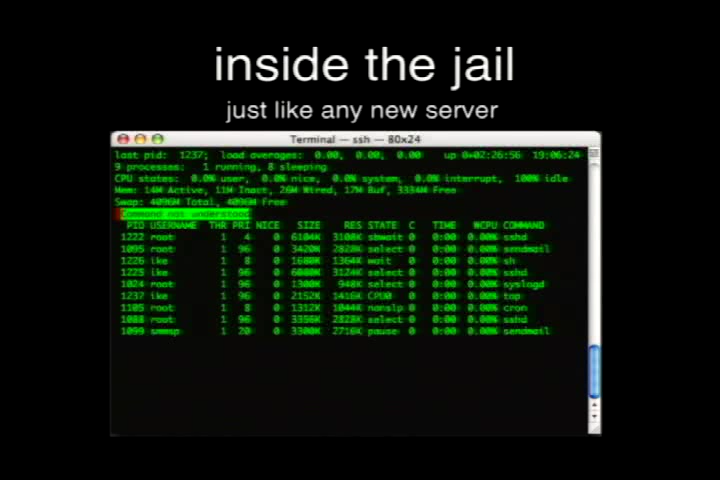 inside the jail
just like any new server
Terminal — ssh — 80x24
last pid:  1237;  load averages:  0.00,  0.00,  0.00    up 0+02:26:56  19:06:24
9 processes:   1 running, 8 sleeping
CPU states:  0.0% user,  0.0% nice,  0.0% system,  0.0% interrupt,  100% idle
Mem: 14M Active, 11M Inact, 26M Wired, 17M Buf, 3334M Free
Swap: 4096M Total, 4096M Free
Command not understood
PID USERNAME  THR PRI NICE   SIZE    RES STATE  C   TIME   WCPU COMMAND
1222 root        1   4    0  6104K  3108K sbwait 0   0:00  0.00% sshd
1095 root        1  96    0  3420K  2828K select 0   0:00  0.00% sendmail
1226 ike         1   8    0  1680K  1364K wait   0   0:00  0.00% sh
1225 ike         1  96    0  6080K  3124K select 0   0:00  0.00% sshd
1024 root        1  96    0  1300K   948K select 0   0:00  0.00% syslogd
1237 ike         1  96    0  2152K  1416K CPU0   0   0:00  0.00% top
1105 root        1   8    0  1312K  1044K nanslp 0   0:00  0.00% cron
1088 root        1  96    0  3356K  2828K select 0   0:00  0.00% sshd
1099 smmsp       1  20    0  3300K  2716K pause  0   0:00  0.00% sendmail